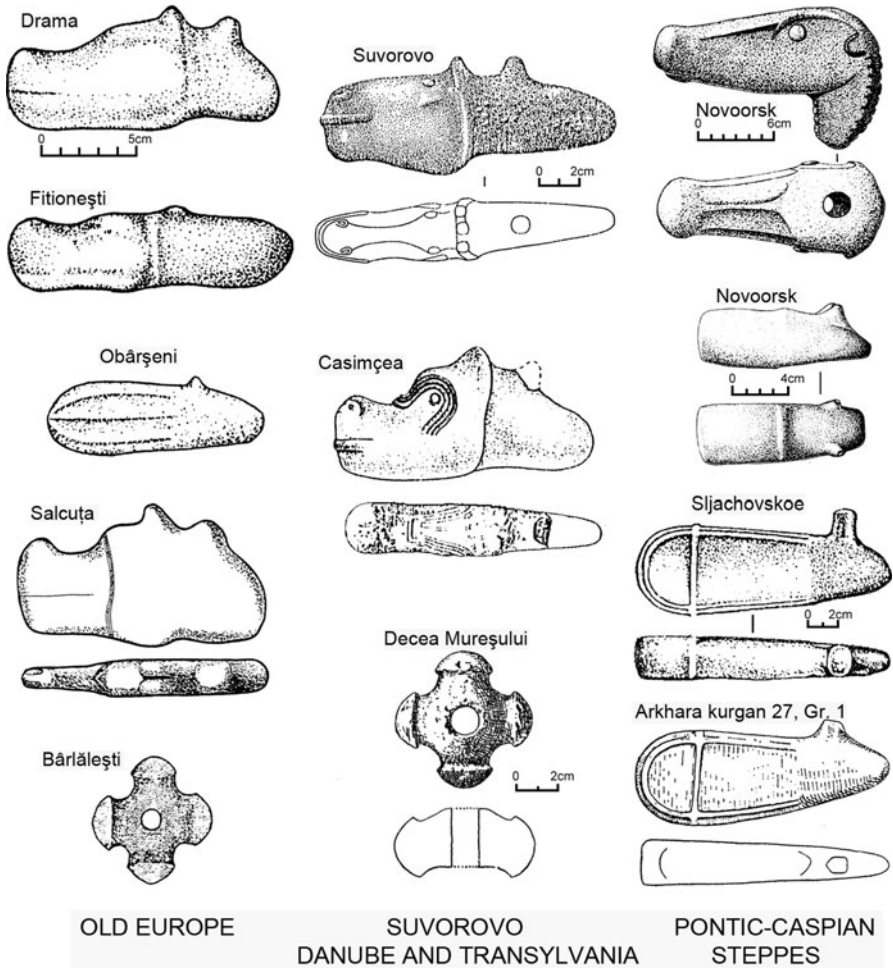 Drama
0 5cm
Fitioneşti
Obârşeni
Salcuţa
Bârlăleşti
OLD EUROPE
Suvorovo
0 2cm
Casimçea
Decea Mureşului
0 2cm
SUVOROVO
DANUBE AND TRANSYLVANIA
Novoorsk
0 6cm
Novoorsk
0 4cm
Sljachovskoe
0 2cm
Arkhara kurgan 27, Gr. 1
PONTIC-CASPIAN
STEPPES